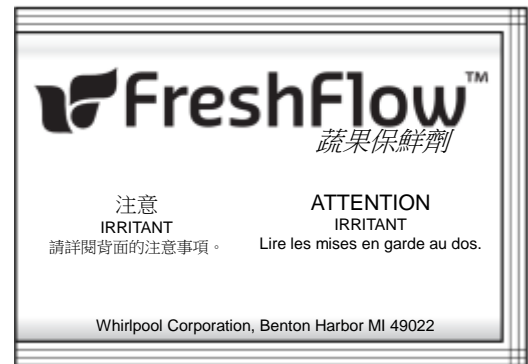 FreshFlow™
蔬果保鮮劑
注意
IRRITANT
請詳閱背面的注意事項。
ATTENTION
IRRITANT
Lire les mises en garde au dos.
Whirlpool Corporation, Benton Harbor MI 49022